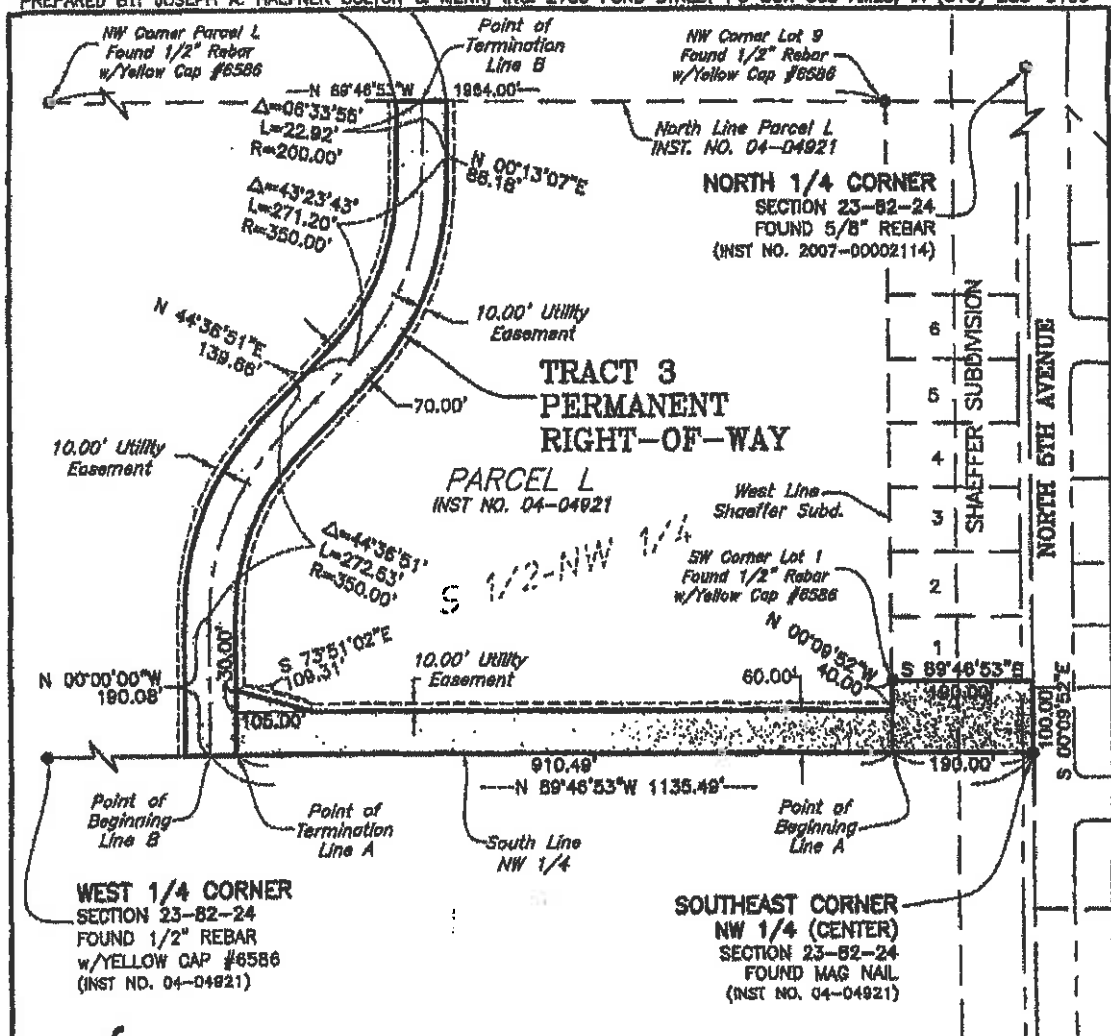 NW Corner Parcel L
Found 1/2" Rebar
w/Yellow Cap #6586
Point of
Termination
Line B
NW Corner Lot 9
Found 1/2" Rebar
w/Yellow Cap #6586
N 89°46'53"W 1964.00'
Δ=06°33'56"
L=22.92'
R=200.00'
North Line Parcel L
INST. NO. 04-04921
N 00°13'07"E
88.18'
NORTH 1/4 CORNER
SECTION 23-82-24
FOUND 5/8" REBAR
(INST NO. 2007-00002114)
Δ=43°23'43"
L=271.20'
R=350.00'
N 44°36'51"E
139.66'
10.00' Utility
Easement
TRACT 3
PERMANENT
RIGHT-OF-WAY
70.00'
10.00' Utility
Easement
PARCEL L
INST NO. 04-04921
S 1/2-NW 1/4
6
5
4
3
2
1
SHAEFFER SUBDIVISION
NORTH 5TH AVENUE
West Line
Shaeffer Subd.
SW Corner Lot 1
Found 1/2" Rebar
w/Yellow Cap #6586
Δ=44°36'51"
L=272.53'
R=350.00'
N 00°09'52"W
40.00'
S 89°46'53"E
190.00'
S 73°51'02"E
109.31'
10.00' Utility
Easement
60.00'
N 00°00'00"W
190.08'
30.00'
105.00'
100.00'
S 00°09'52"E
910.49'
190.00'
N 89°46'53"W 1135.49'
Point of
Beginning
Line B
Point of
Termination
Line A
South Line
NW 1/4
Point of
Beginning
Line A
WEST 1/4 CORNER
SECTION 23-82-24
FOUND 1/2" REBAR
w/YELLOW CAP #6586
(INST NO. 04-04921)
SOUTHEAST CORNER
NW 1/4 (CENTER)
SECTION 23-82-24
FOUND MAG NAIL
(INST NO. 04-04921)